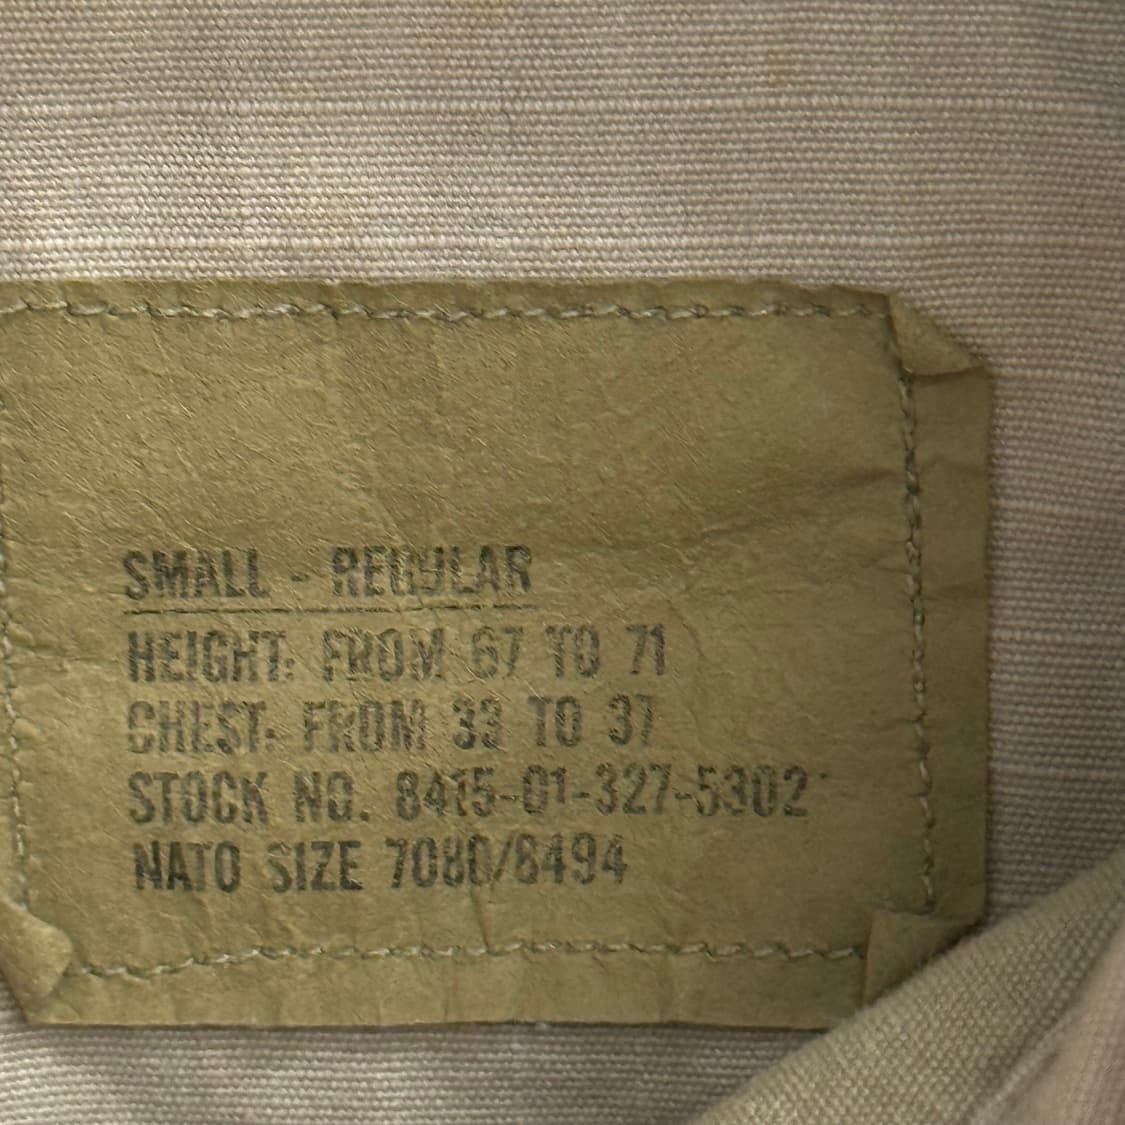 SMALL - REGULAR
HEIGHT: FROM 67 TO 71
CHEST: FROM 33 TO 37
STOCK NO. 8415-01-327-5302
NATO SIZE 7080/8494